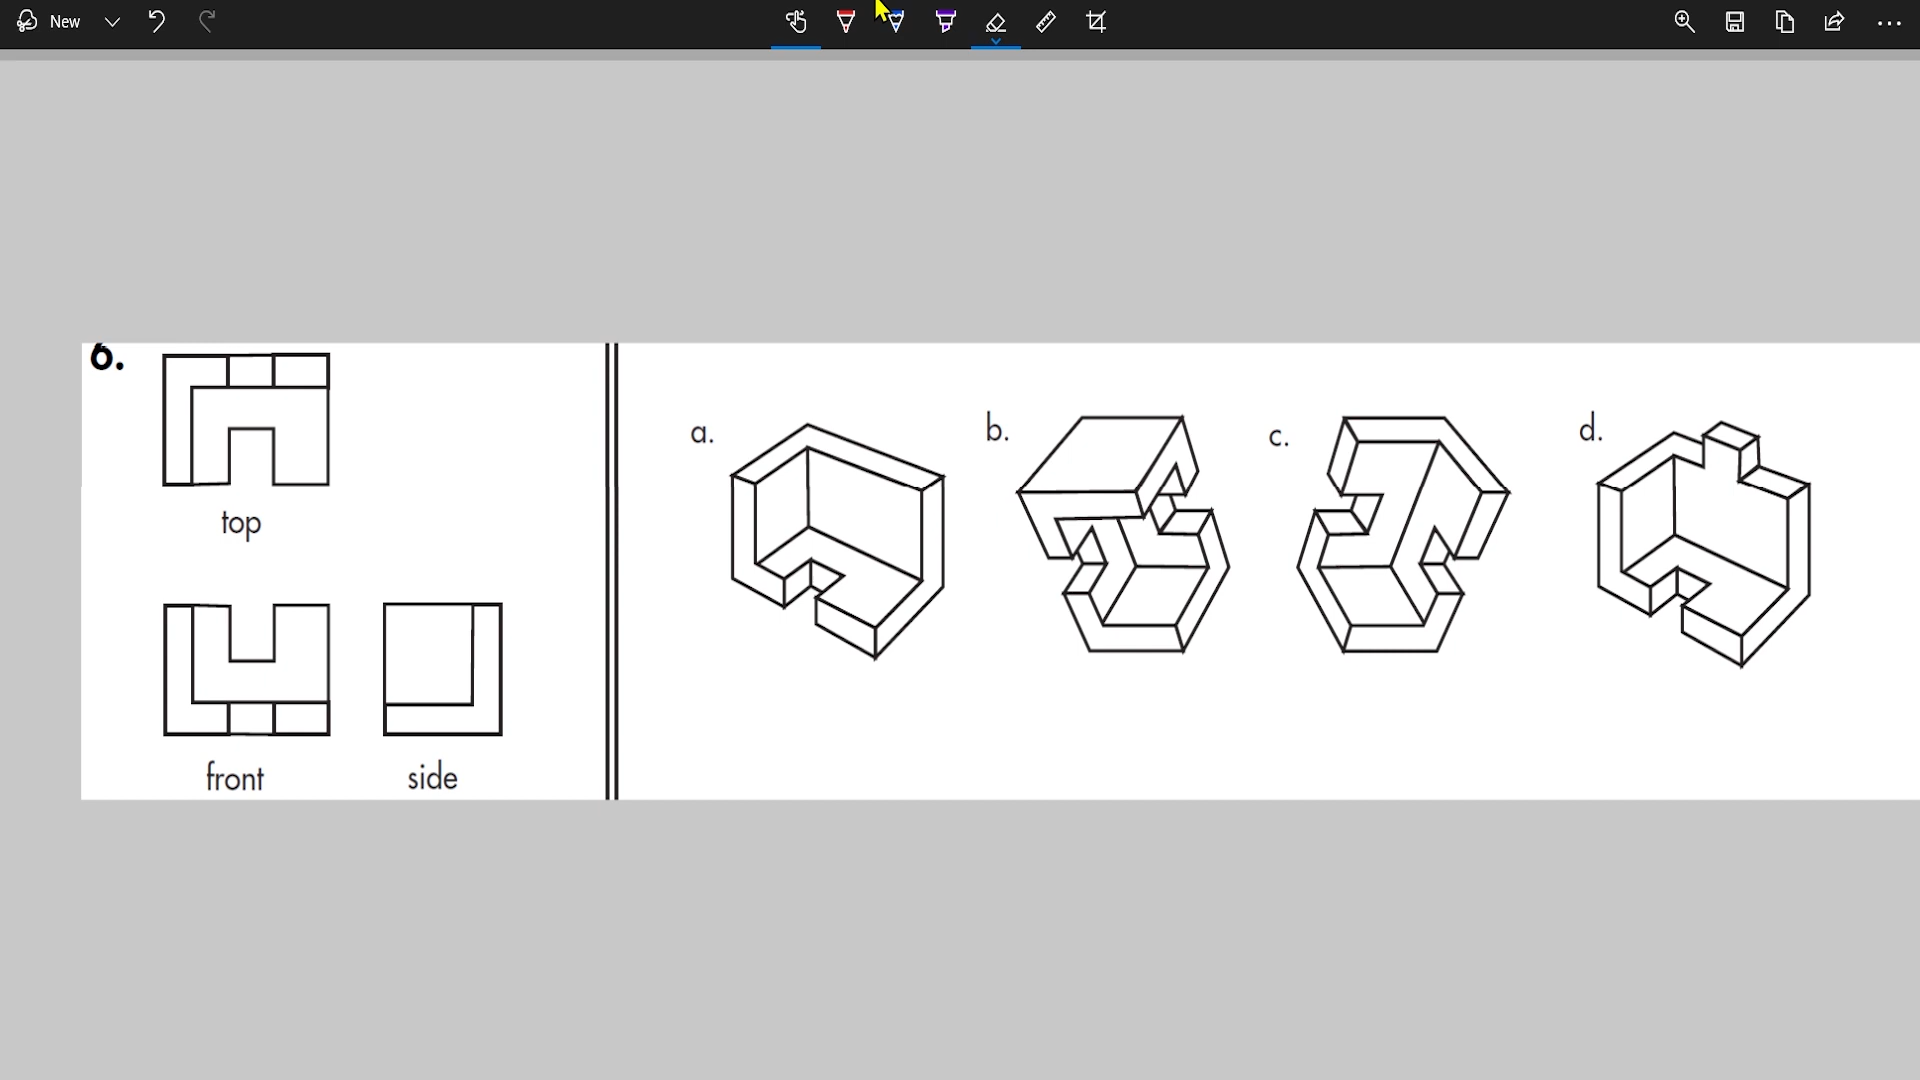 New
6.
top
front
side
a.
b.
c.
d.